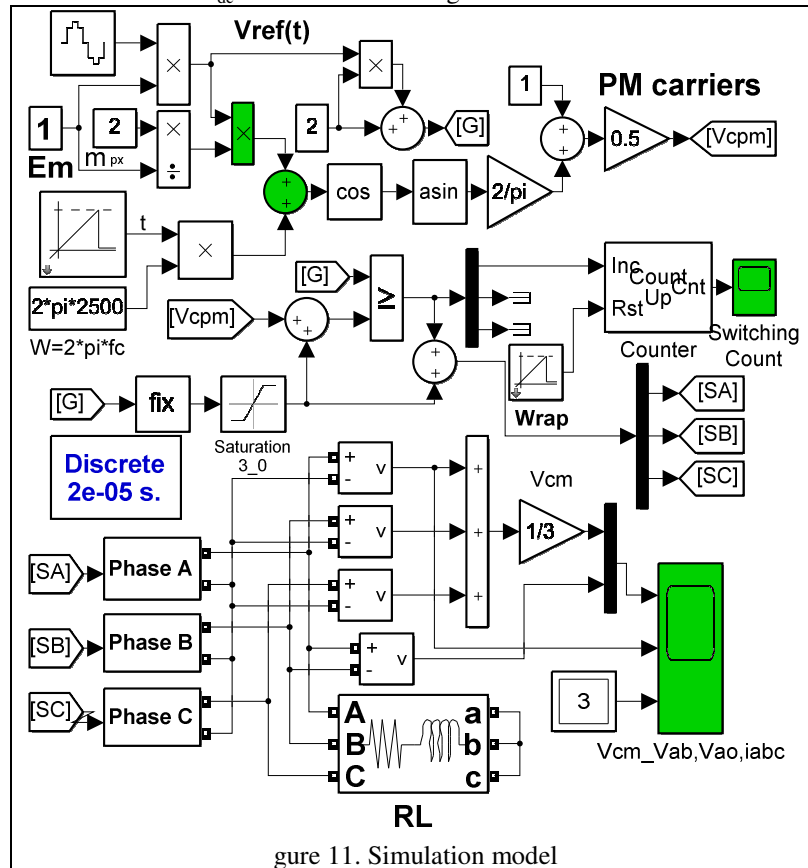 dc
Vref(t)
×
×
1
PM carriers
1
2
×
÷
×
2
+
+
[G]
+
+
0.5
[Vcpm]
Em
m px
+
+
cos
asin
2/pi
t
×
[G]
2*pi*2500
[Vcpm]
+
+
≥
Inc
Count
Up
Cnt
Rst
W=2*pi*fc
Counter
Switching
Count
+
+
Wrap
[G]
fix
Saturation
3_0
[SA]
[SB]
[SC]
Discrete
2e-05 s.
+
-
v
+
Vcm
+
-
v
+
1/3
[SA]
Phase A
+
-
v
+
[SB]
Phase B
+
-
v
[SC]
Phase C
3
A
a
B
b
C
c
Vcm_Vab,Vao,iabc
RL
gure 11. Simulation model